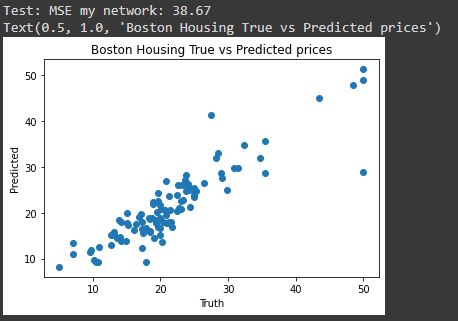 Test: MSE my network: 38.67
Text(0.5, 1.0, 'Boston Housing True vs Predicted prices')
Boston Housing True vs Predicted prices
50
40
30
20
10
Predicted
10 20 30 40 50
Truth